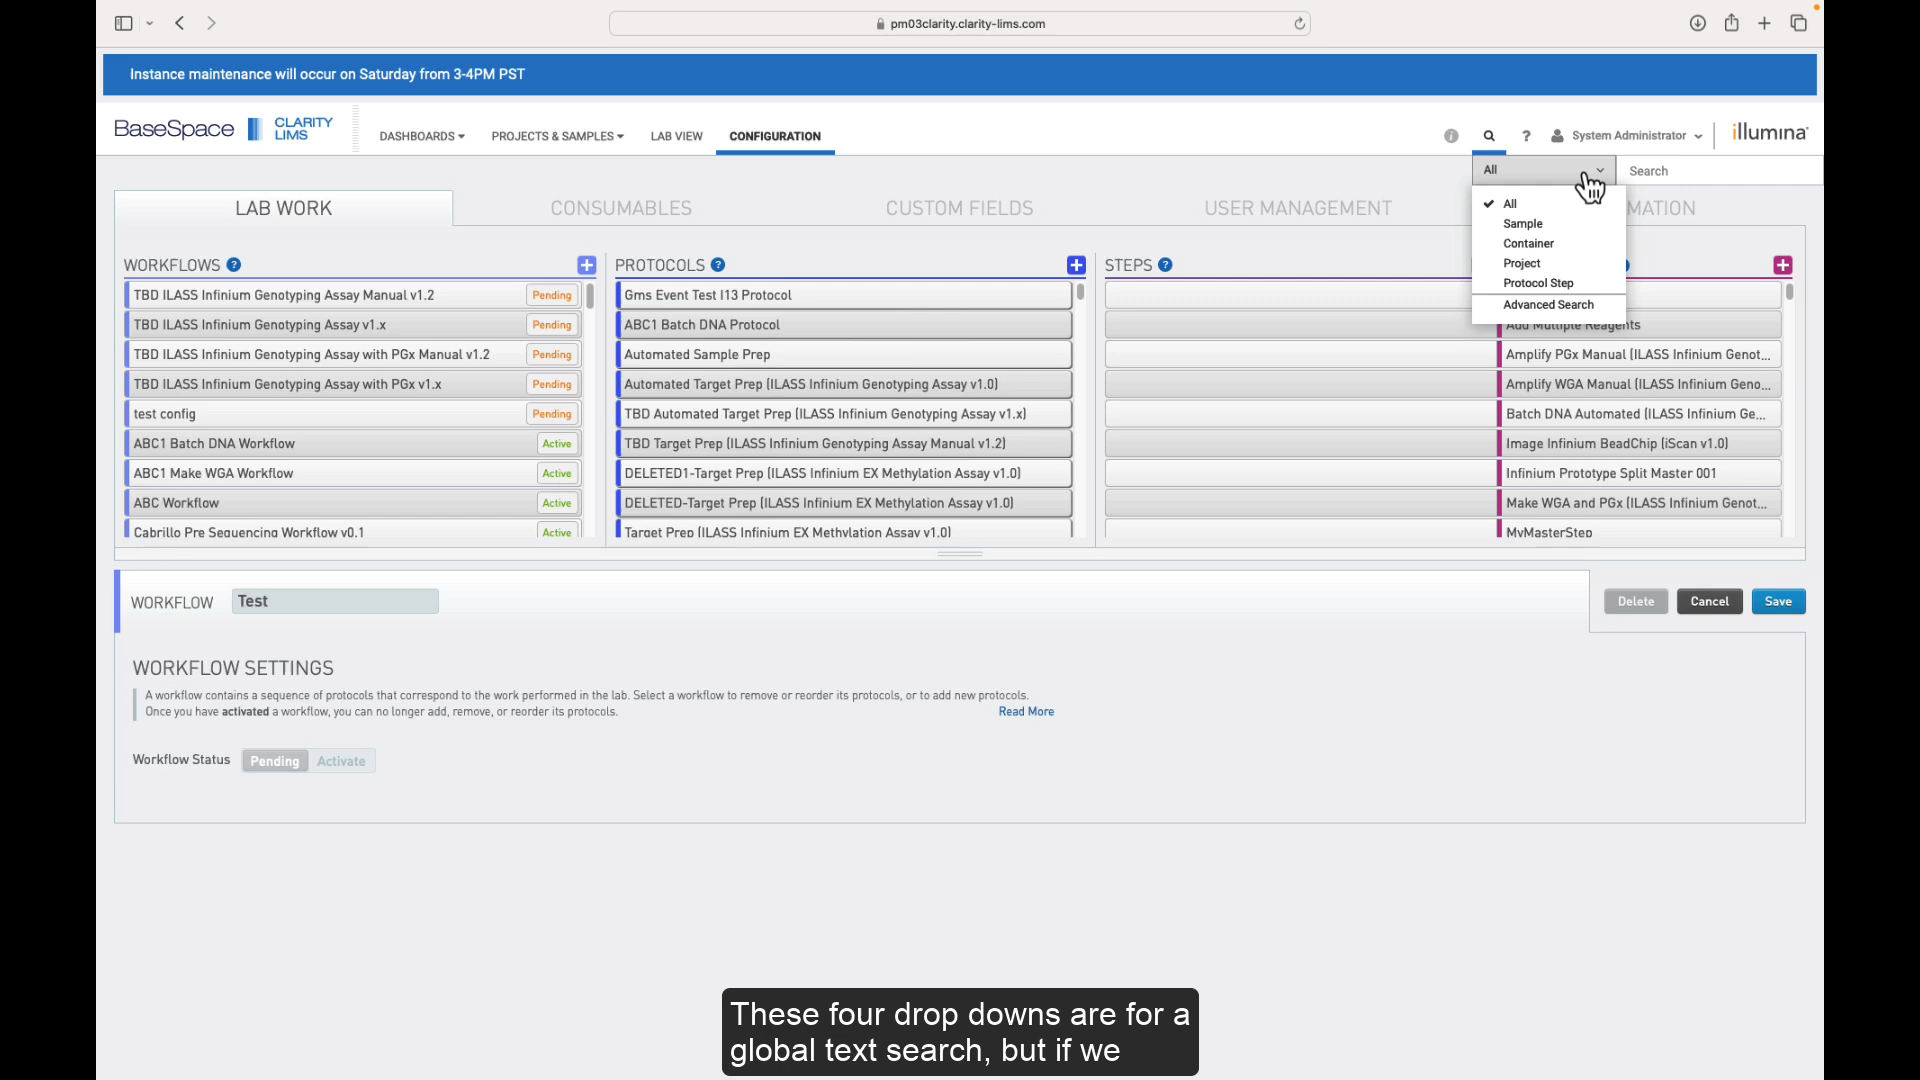 pm03clarity.clarity-lims.com
Instance maintenance will occur on Saturday from 3-4PM PST
BaseSpace CLARITY LIMS
DASHBOARDS PROJECTS & SAMPLES LAB VIEW CONFIGURATION
? System Administrator illumina
All Search
All
Sample
Container
Project
Protocol Step
Advanced Search
LAB WORK CONSUMABLES CUSTOM FIELDS USER MANAGEMENT MATION
WORKFLOWS ?
TBD ILASS Infinium Genotyping Assay Manual v1.2 Pending
TBD ILASS Infinium Genotyping Assay v1.x Pending
TBD ILASS Infinium Genotyping Assay with PGx Manual v1.2 Pending
TBD ILASS Infinium Genotyping Assay with PGx v1.x Pending
test config Pending
ABC1 Batch DNA Workflow Active
ABC1 Make WGA Workflow Active
ABC Workflow Active
Cabrillo Pre Sequencing Workflow v0.1 Active
PROTOCOLS ?
Gms Event Test I13 Protocol
ABC1 Batch DNA Protocol
Automated Sample Prep
Automated Target Prep (ILASS Infinium Genotyping Assay v1.0)
TBD Automated Target Prep (ILASS Infinium Genotyping Assay v1.x)
TBD Target Prep (ILASS Infinium Genotyping Assay Manual v1.2)
DELETED1-Target Prep (ILASS Infinium EX Methylation Assay v1.0)
DELETED-Target Prep (ILASS Infinium EX Methylation Assay v1.0)
Target Prep (ILASS Infinium EX Methylation Assay v1.0)
STEPS ?
Add Multiple Reagents
Amplify PGx Manual (ILASS Infinium Genot...
Amplify WGA Manual (ILASS Infinium Geno...
Batch DNA Automated (ILASS Infinium Ge...
Image Infinium BeadChip (iScan v1.0)
Infinium Prototype Split Master 001
Make WGA and PGx (ILASS Infinium Genot...
MyMasterStep
WORKFLOW Test
Delete Cancel Save
WORKFLOW SETTINGS
A workflow contains a sequence of protocols that correspond to the work performed in the lab. Select a workflow to remove or reorder its protocols, or to add new protocols.
Once you have activated a workflow, you can no longer add, remove, or reorder its protocols. Read More
Workflow Status Pending Activate
These four drop downs are for a
global text search, but if we